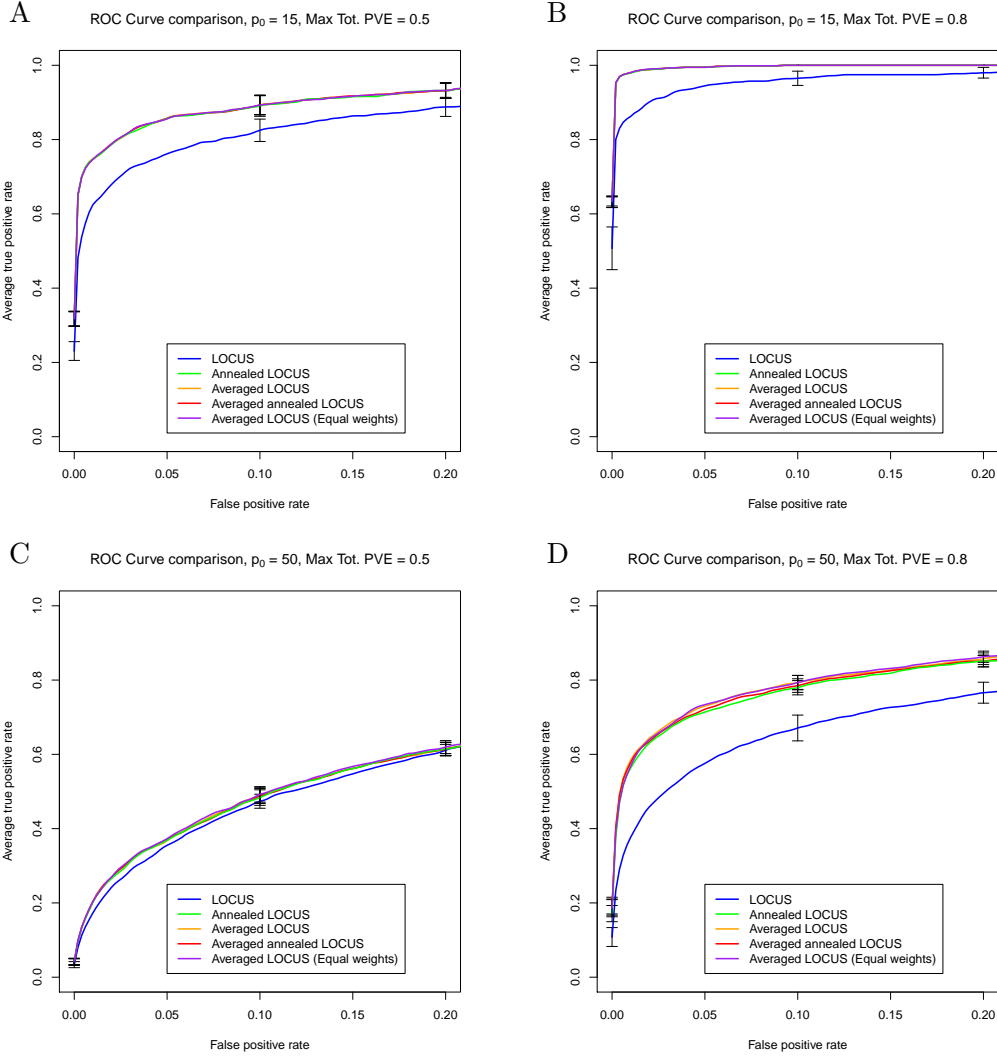 A
ROC Curve comparison, p₀ = 15, Max Tot. PVE = 0.5
Average true positive rate
1.0
0.8
0.6
0.4
0.2
0.0
LOCUS
Annealed LOCUS
Averaged LOCUS
Averaged annealed LOCUS
Averaged LOCUS (Equal weights)
0.00 0.05 0.10 0.15 0.20
False positive rate
B
ROC Curve comparison, p₀ = 15, Max Tot. PVE = 0.8
Average true positive rate
1.0
0.8
0.6
0.4
0.2
0.0
LOCUS
Annealed LOCUS
Averaged LOCUS
Averaged annealed LOCUS
Averaged LOCUS (Equal weights)
0.00 0.05 0.10 0.15 0.20
False positive rate
C
ROC Curve comparison, p₀ = 50, Max Tot. PVE = 0.5
Average true positive rate
1.0
0.8
0.6
0.4
0.2
0.0
LOCUS
Annealed LOCUS
Averaged LOCUS
Averaged annealed LOCUS
Averaged LOCUS (Equal weights)
0.00 0.05 0.10 0.15 0.20
False positive rate
D
ROC Curve comparison, p₀ = 50, Max Tot. PVE = 0.8
Average true positive rate
1.0
0.8
0.6
0.4
0.2
0.0
LOCUS
Annealed LOCUS
Averaged LOCUS
Averaged annealed LOCUS
Averaged LOCUS (Equal weights)
0.00 0.05 0.10 0.15 0.20
False positive rate